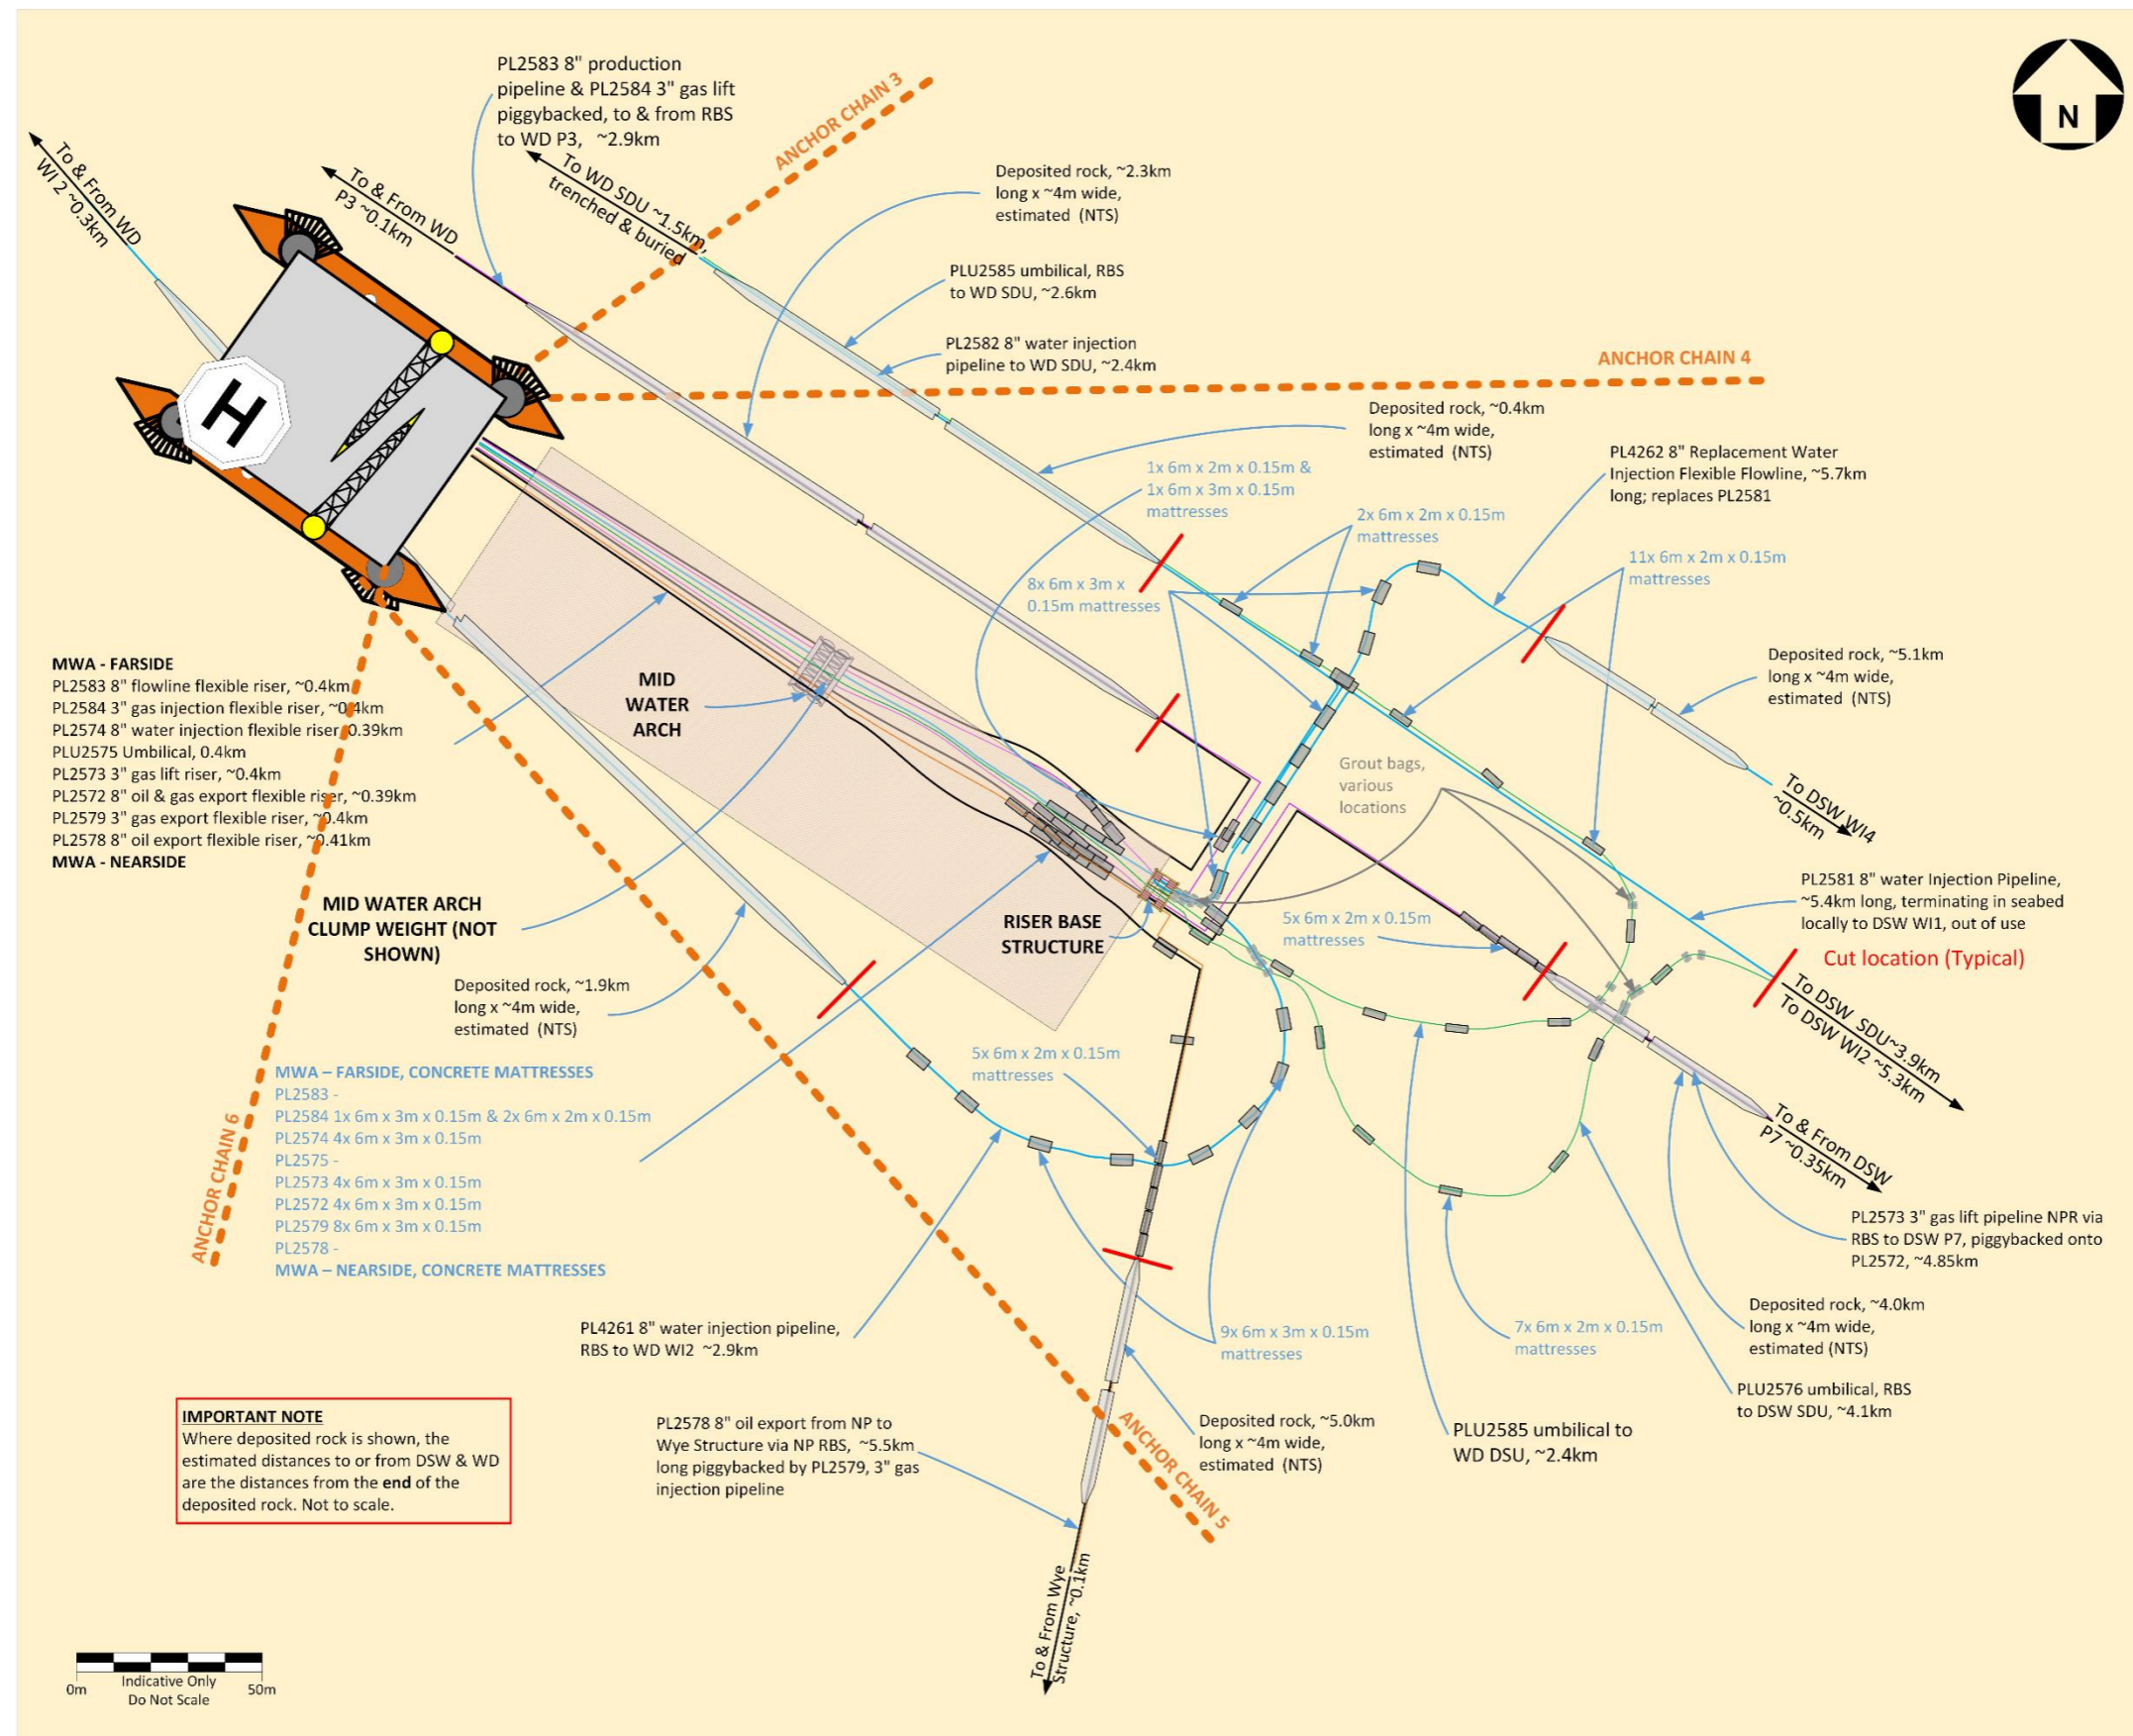 PL2583 8" production
pipeline & PL2584 3" gas lift
piggybacked, to & from RBS
to WD P3, ~2.9km
ANCHOR CHAIN 3
N
To & From WD
WI 2 ~0.3km
To & From WD
P3 ~0.1km
To WD SDU ~1.5km,
trenched & buried
Deposited rock, ~2.3km
long x ~4m wide,
estimated (NTS)
PLU2585 umbilical, RBS
to WD SDU, ~2.6km
PL2582 8" water injection
pipeline to WD SDU, ~2.4km
ANCHOR CHAIN 4
H
Deposited rock, ~0.4km
long x ~4m wide,
estimated (NTS)
PL4262 8" Replacement Water
Injection Flexible Flowline, ~5.7km
long; replaces PL2581
1x 6m x 2m x 0.15m &
1x 6m x 3m x 0.15m
mattresses
2x 6m x 2m x 0.15m
mattresses
11x 6m x 2m x 0.15m
mattresses
8x 6m x 3m x
0.15m mattresses
MWA - FARSIDE
PL2583 8" flowline flexible riser, ~0.4km
PL2584 3" gas injection flexible riser, ~0.4km
PL2574 8" water injection flexible riser, 0.39km
PLU2575 Umbilical, 0.4km
PL2573 3" gas lift riser, ~0.4km
PL2572 8" oil & gas export flexible riser, ~0.39km
PL2579 3" gas export flexible riser, ~0.4km
PL2578 8" oil export flexible riser, ~0.41km
MWA - NEARSIDE
MID
WATER
ARCH
Deposited rock, ~5.1km
long x ~4m wide,
estimated (NTS)
Grout bags,
various
locations
To DSW WI4
~0.5km
PL2581 8" water Injection Pipeline,
~5.4km long, terminating in seabed
locally to DSW WI1, out of use
Cut location (Typical)
MID WATER ARCH
CLUMP WEIGHT (NOT
SHOWN)
RISER BASE
STRUCTURE
5x 6m x 2m x 0.15m
mattresses
Deposited rock, ~1.9km
long x ~4m wide,
estimated (NTS)
To DSW SDU~3.9km
To DSW WI2 ~5.3km
5x 6m x 2m x 0.15m
mattresses
MWA – FARSIDE, CONCRETE MATTRESSES
PL2583 -
PL2584 1x 6m x 3m x 0.15m & 2x 6m x 2m x 0.15m
PL2574 4x 6m x 3m x 0.15m
PL2575 -
PL2573 4x 6m x 3m x 0.15m
PL2572 4x 6m x 3m x 0.15m
PL2579 8x 6m x 3m x 0.15m
PL2578 -
MWA – NEARSIDE, CONCRETE MATTRESSES
ANCHOR CHAIN 6
To & From DSW
P7 ~0.35km
PL2573 3" gas lift pipeline NPR via
RBS to DSW P7, piggybacked onto
PL2572, ~4.85km
Deposited rock, ~4.0km
long x ~4m wide,
estimated (NTS)
PL4261 8" water injection pipeline,
RBS to WD WI2 ~2.9km
9x 6m x 3m x 0.15m
mattresses
7x 6m x 2m x 0.15m
mattresses
PLU2576 umbilical, RBS
to DSW SDU, ~4.1km
IMPORTANT NOTE
Where deposited rock is shown, the
estimated distances to or from DSW & WD
are the distances from the end of the
deposited rock. Not to scale.
PL2578 8" oil export from NP to
Wye Structure via NP RBS, ~5.5km
long piggybacked by PL2579, 3" gas
injection pipeline
ANCHOR CHAIN 5
Deposited rock, ~5.0km
long x ~4m wide,
estimated (NTS)
PLU2585 umbilical to
WD DSU, ~2.4km
To & From Wye
Structure, ~0.1km
Indicative Only
Do Not Scale
0m
50m